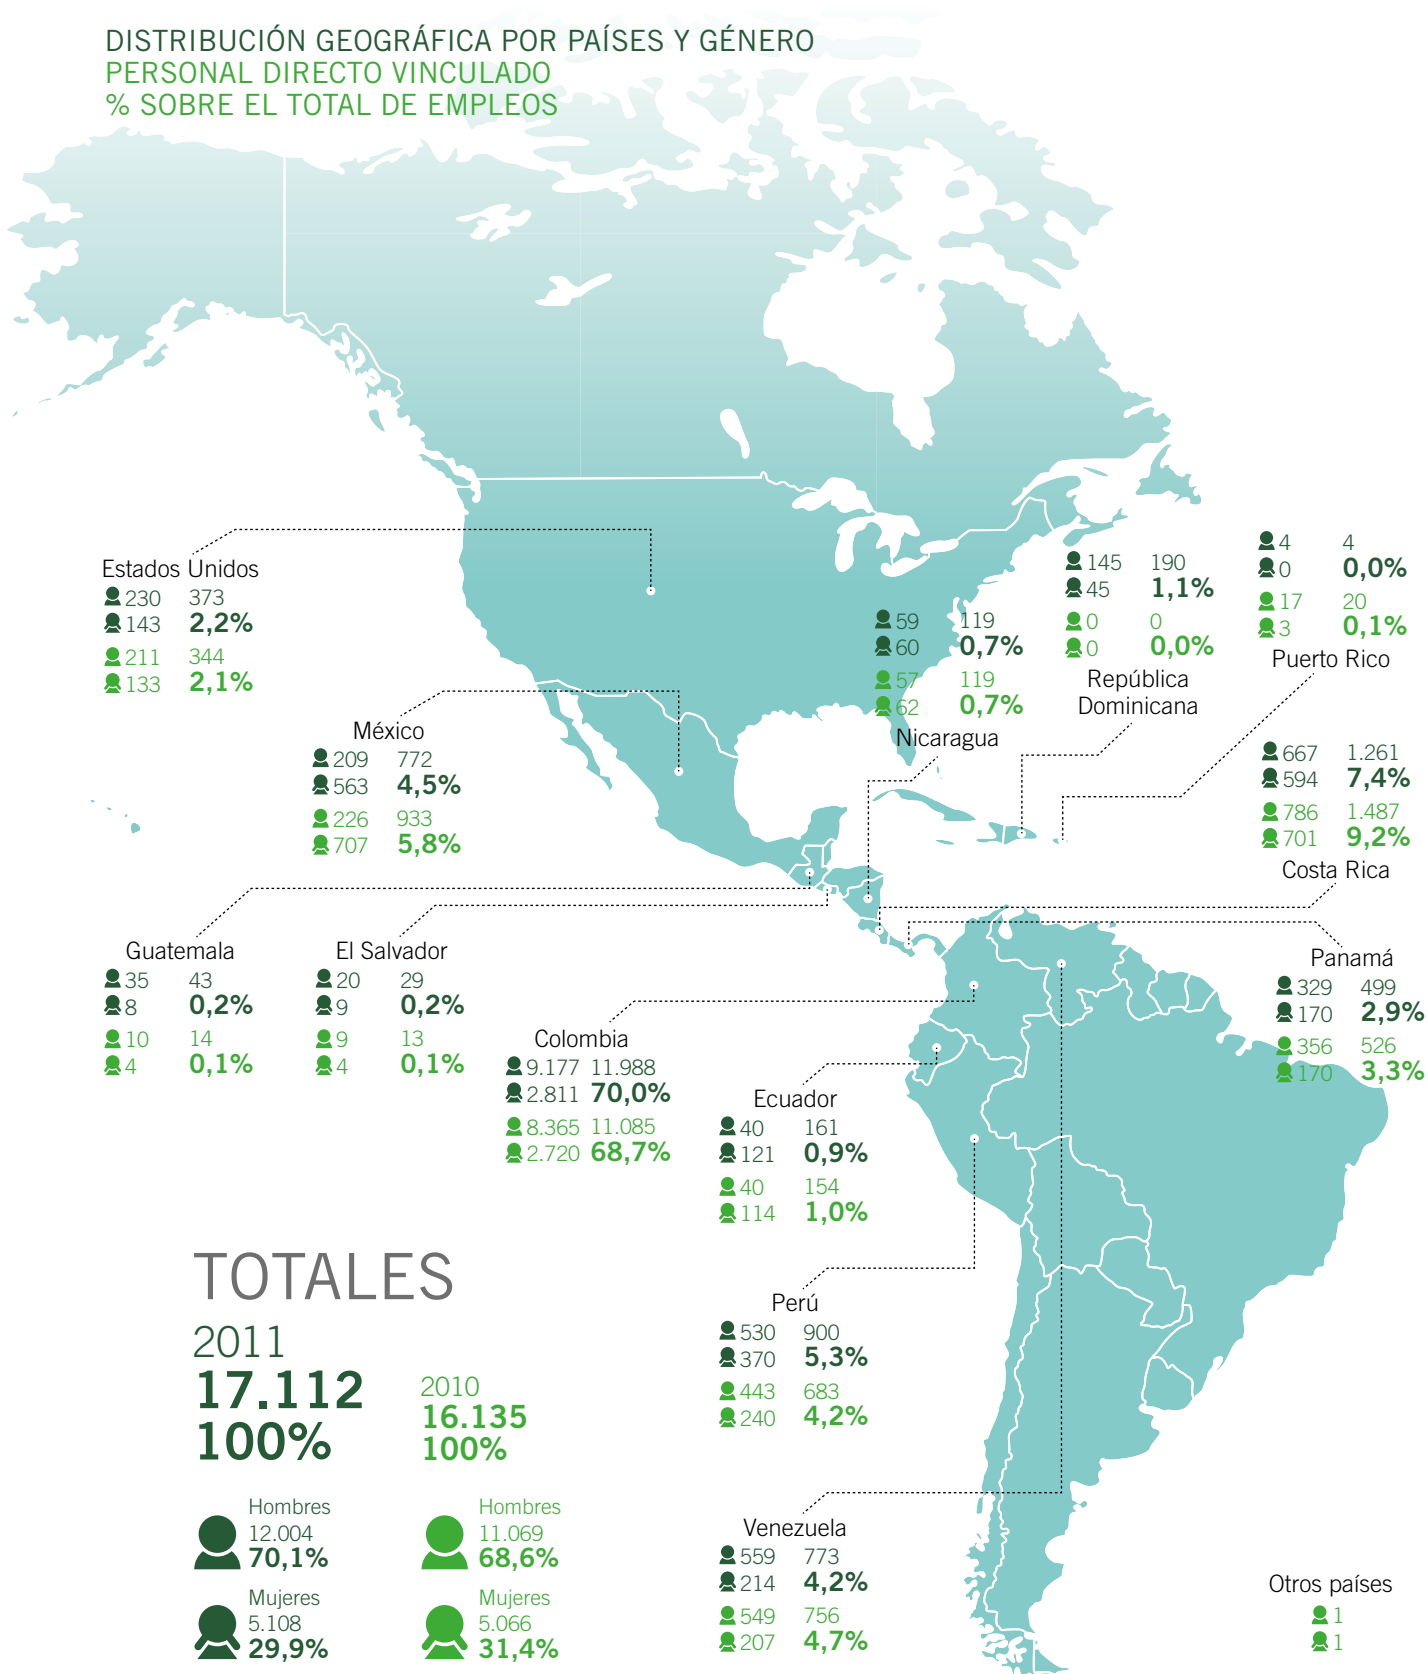 DISTRIBUCIÓN GEOGRÁFICA POR PAÍSES Y GÉNERO
PERSONAL DIRECTO VINCULADO
% SOBRE EL TOTAL DE EMPLEOS
Estados Unidos
230 373
143 2,2%
211 344
133 2,1%
México
209 772
563 4,5%
226 933
707 5,8%
59 119
60 0,7%
57 119
62 0,7%
Nicaragua
145 190
45 1,1%
0 0
0 0,0%
República
Dominicana
4 4
0 0,0%
17 20
3 0,1%
Puerto Rico
667 1.261
594 7,4%
786 1.487
701 9,2%
Costa Rica
Guatemala
35 43
8 0,2%
10 14
4 0,1%
El Salvador
20 29
9 0,2%
9 13
4 0,1%
Panamá
329 499
170 2,9%
356 526
170 3,3%
Colombia
9.177 11.988
2.811 70,0%
8.365 11.085
2.720 68,7%
Ecuador
40 161
121 0,9%
40 154
114 1,0%
Perú
530 900
370 5,3%
443 683
240 4,2%
Venezuela
559 773
214 4,2%
549 756
207 4,7%
Otros países
1
1
TOTALES
2011
17.112
100%
2010
16.135
100%
Hombres
12.004
70,1%
Hombres
11.069
68,6%
Mujeres
5.108
29,9%
Mujeres
5.066
31,4%